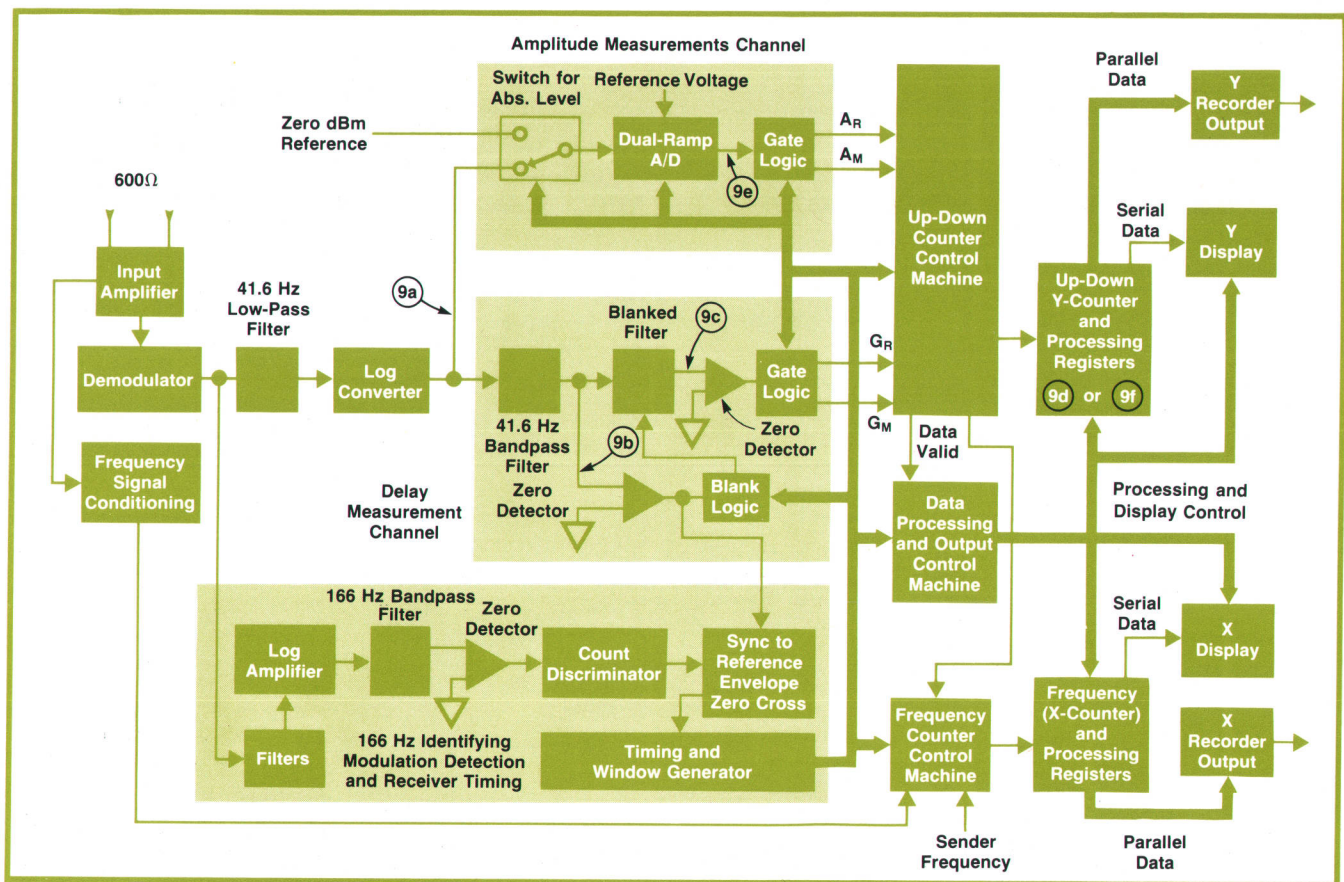 Amplitude Measurements Channel
Switch for
Abs. Level
Reference Voltage
Zero dBm
Reference
Dual-Ramp
A/D
9e
Gate
Logic
AR
AM
600Ω
Input
Amplifier
41.6 Hz
Low-Pass
Filter
Demodulator
Log
Converter
9a
Frequency
Signal
Conditioning
Blanked
Filter
9c
41.6 Hz
Bandpass
Filter
9b
Zero
Detector
Zero
Detector
Blank
Logic
Gate
Logic
GR
GM
Delay
Measurement
Channel
Up-Down
Counter
Control
Machine
Data
Valid
Data
Processing
and Output
Control
Machine
Parallel
Data
Y
Recorder
Output
Serial
Data
Y
Display
Up-Down
Y-Counter
and
Processing
Registers
9d or 9f
Processing and
Display Control
166 Hz Bandpass
Filter
Zero
Detector
Log
Amplifier
Filters
Count
Discriminator
Sync to
Reference
Envelope
Zero Cross
166 Hz Identifying
Modulation Detection
and Receiver Timing
Timing and
Window Generator
Frequency
Counter
Control
Machine
Sender
Frequency
Frequency
(X-Counter)
and
Processing
Registers
Serial
Data
X
Display
X
Recorder
Output
Parallel
Data